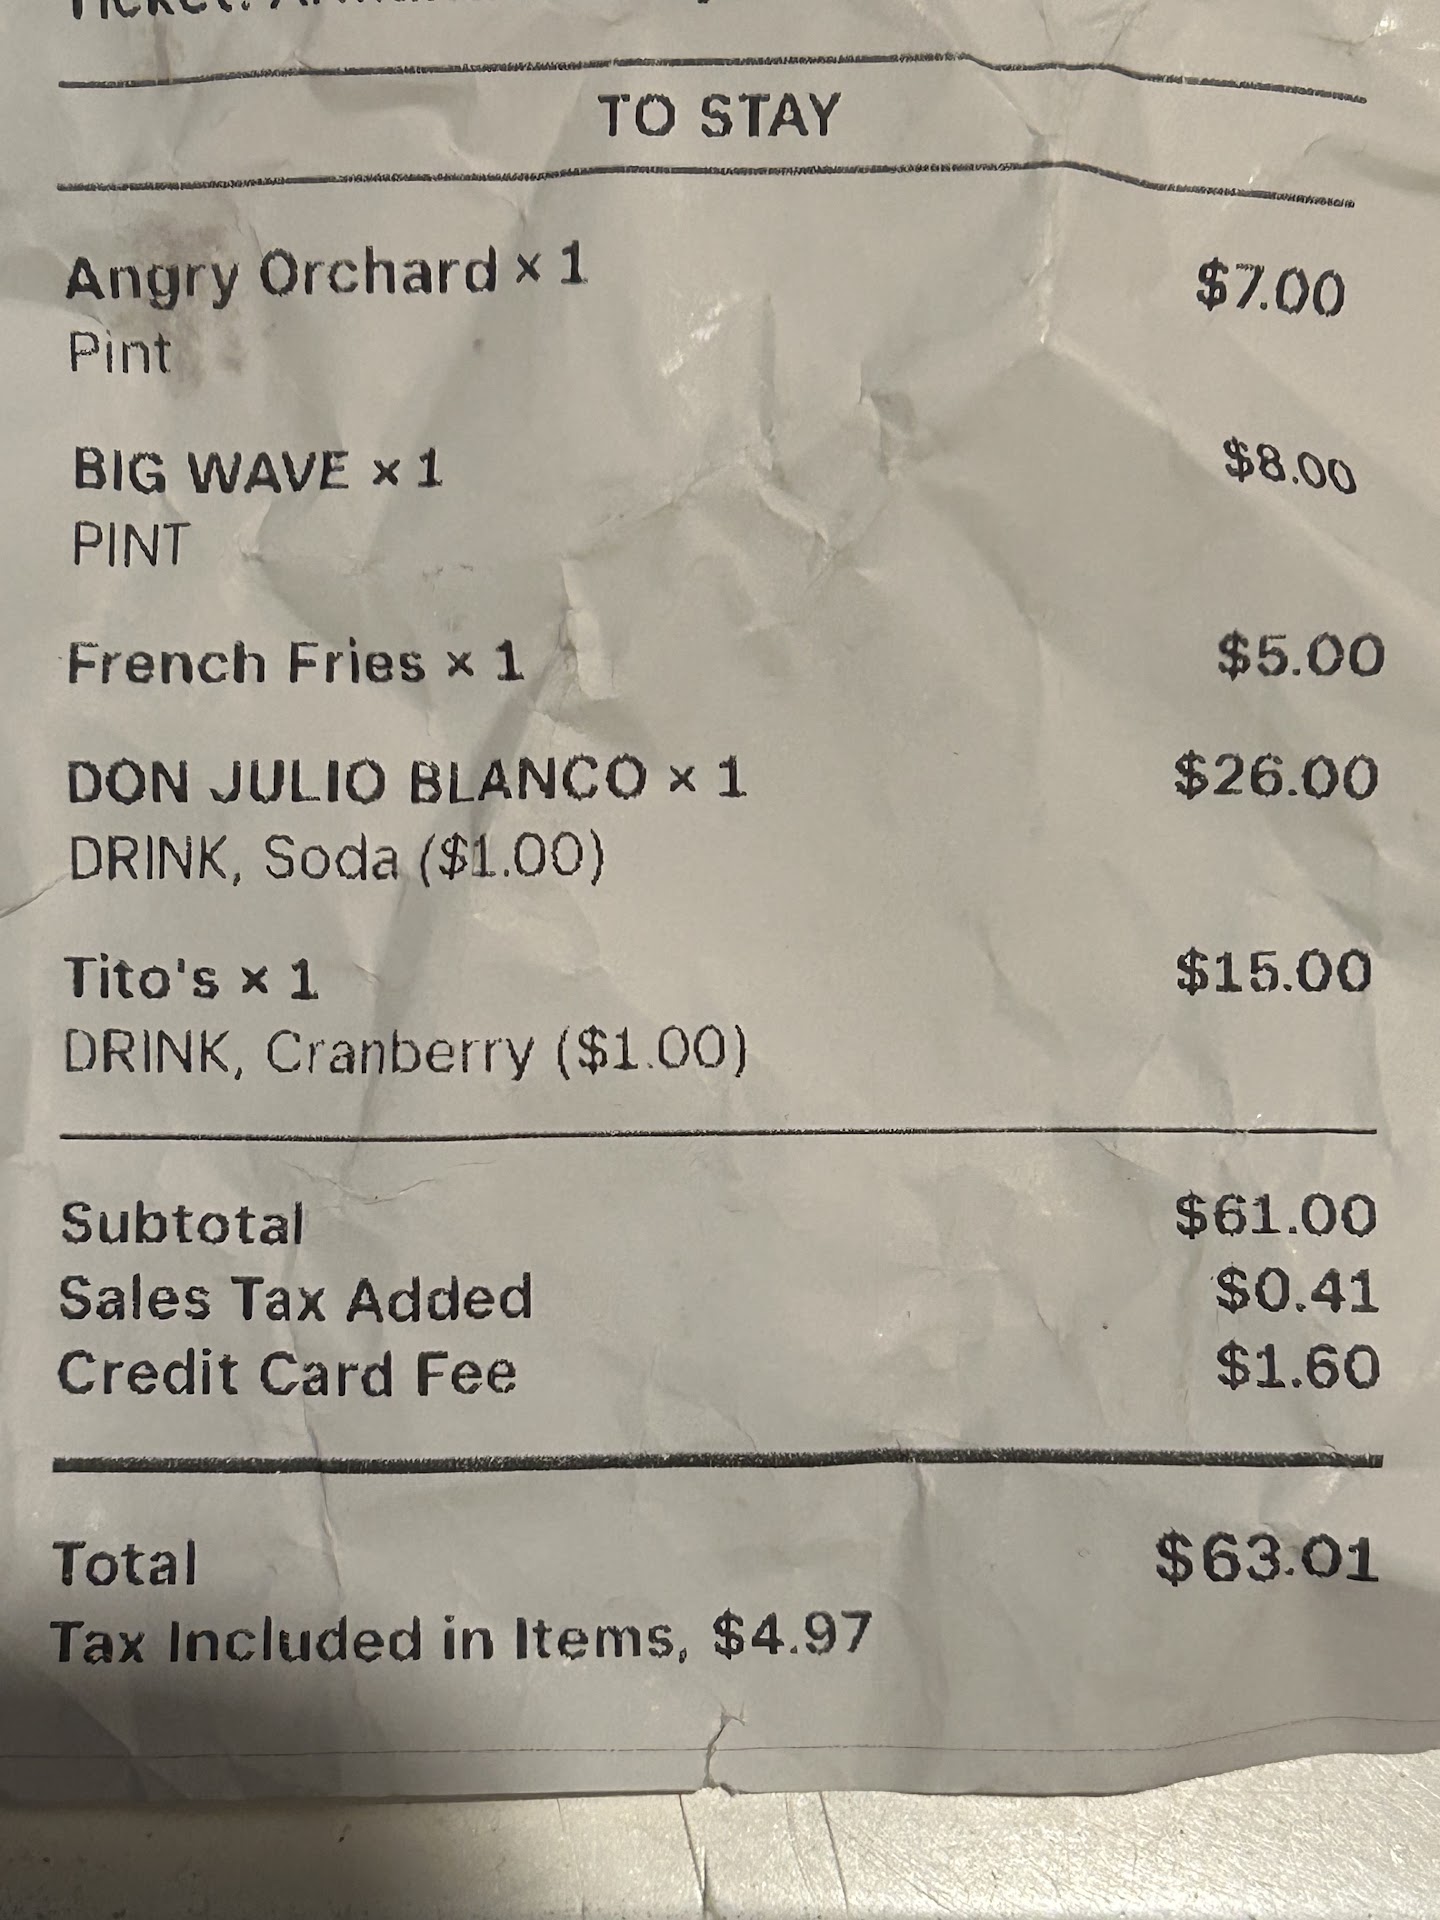 Ticket:
TO STAY
Angry Orchard × 1 $7.00
Pint
BIG WAVE × 1 $8.00
PINT
French Fries × 1 $5.00
DON JULIO BLANCO × 1 $26.00
DRINK, Soda ($1.00)
Tito's × 1 $15.00
DRINK, Cranberry ($1.00)
Subtotal $61.00
Sales Tax Added $0.41
Credit Card Fee $1.60
Total $63.01
Tax Included in Items, $4.97